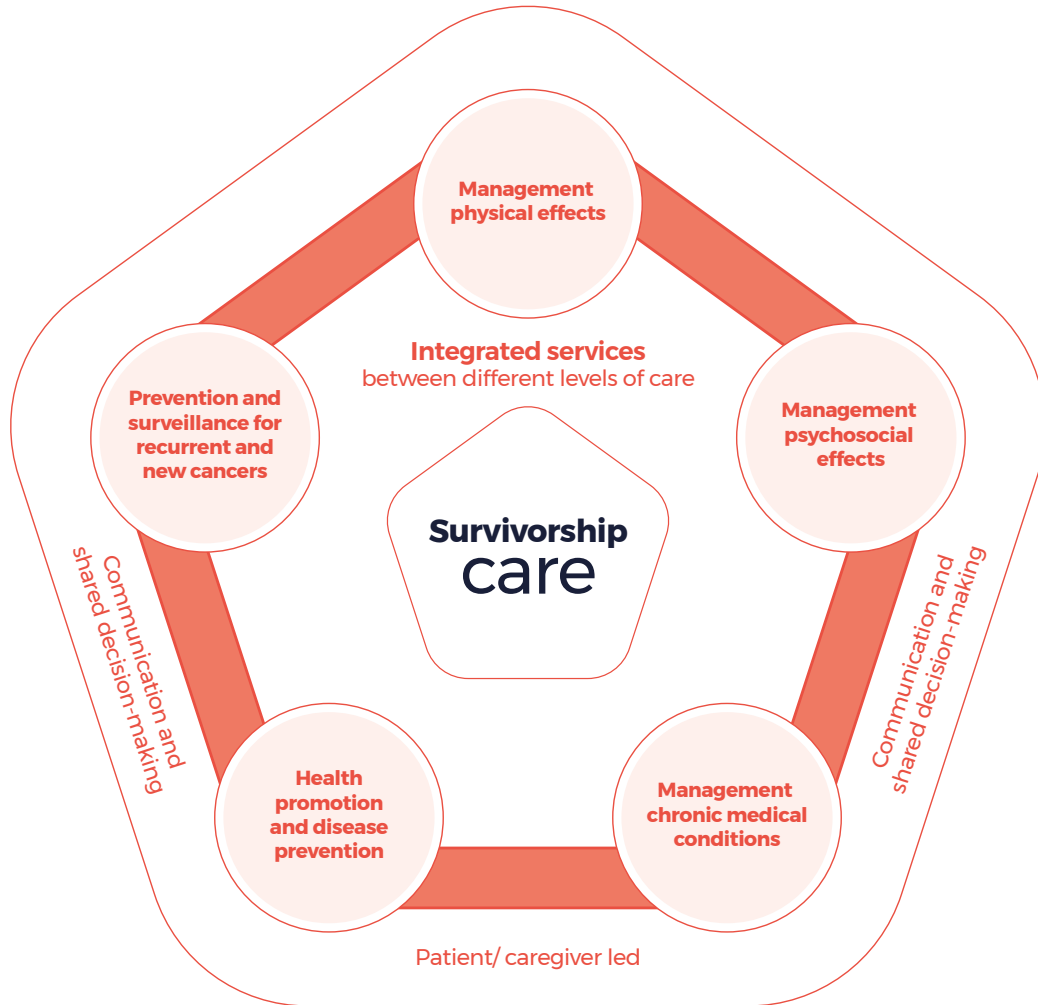 Management
physical effects
Integrated services
between different levels of care
Prevention and
surveillance for
recurrent and
new cancers
Management
psychosocial
effects
Survivorship
care
Communication and
shared decision-making
Communication and
shared decision-making
Health
promotion
and disease
prevention
Management
chronic medical
conditions
Patient/ caregiver led